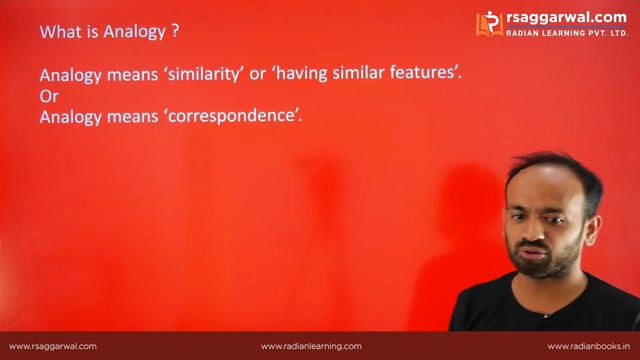 rsaggarwal.com
RADIAN LEARNING PVT. LTD.
What is Analogy ?
Analogy means ‘similarity’ or ‘having similar features’.
Or
Analogy means ‘correspondence’.
www.rsaggarwal.com
www.radianlearning.com
www.radianbooks.in